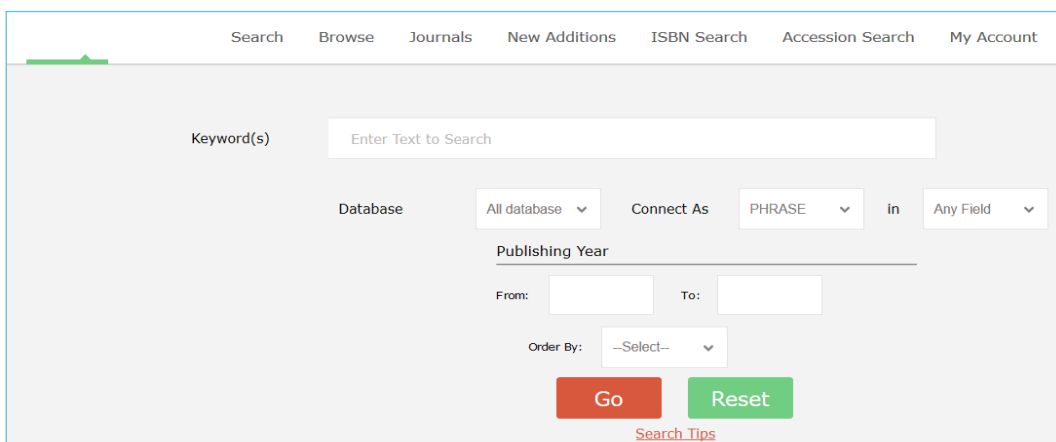 Search Browse Journals New Additions ISBN Search Accession Search My Account
Keyword(s) Enter Text to Search
Database All database Connect As PHRASE in Any Field
Publishing Year
From: To:
Order By: --Select--
Go Reset
Search Tips